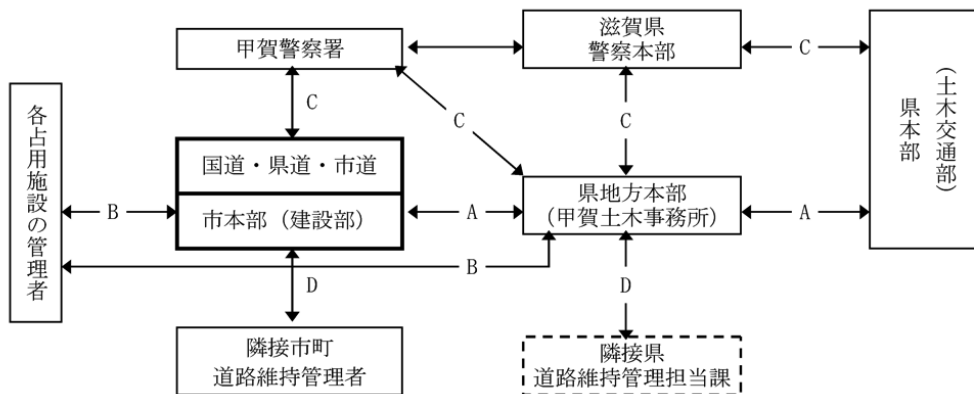 甲賀警察署
滋賀県
警察本部
C
(土木交通部)
県本部
各占用施設の管理者
C
C
C
国道・県道・市道
市本部（建設部）
B
A
県地方本部
（甲賀土木事務所）
A
B
D
D
隣接市町
道路維持管理者
隣接県
道路維持管理担当課